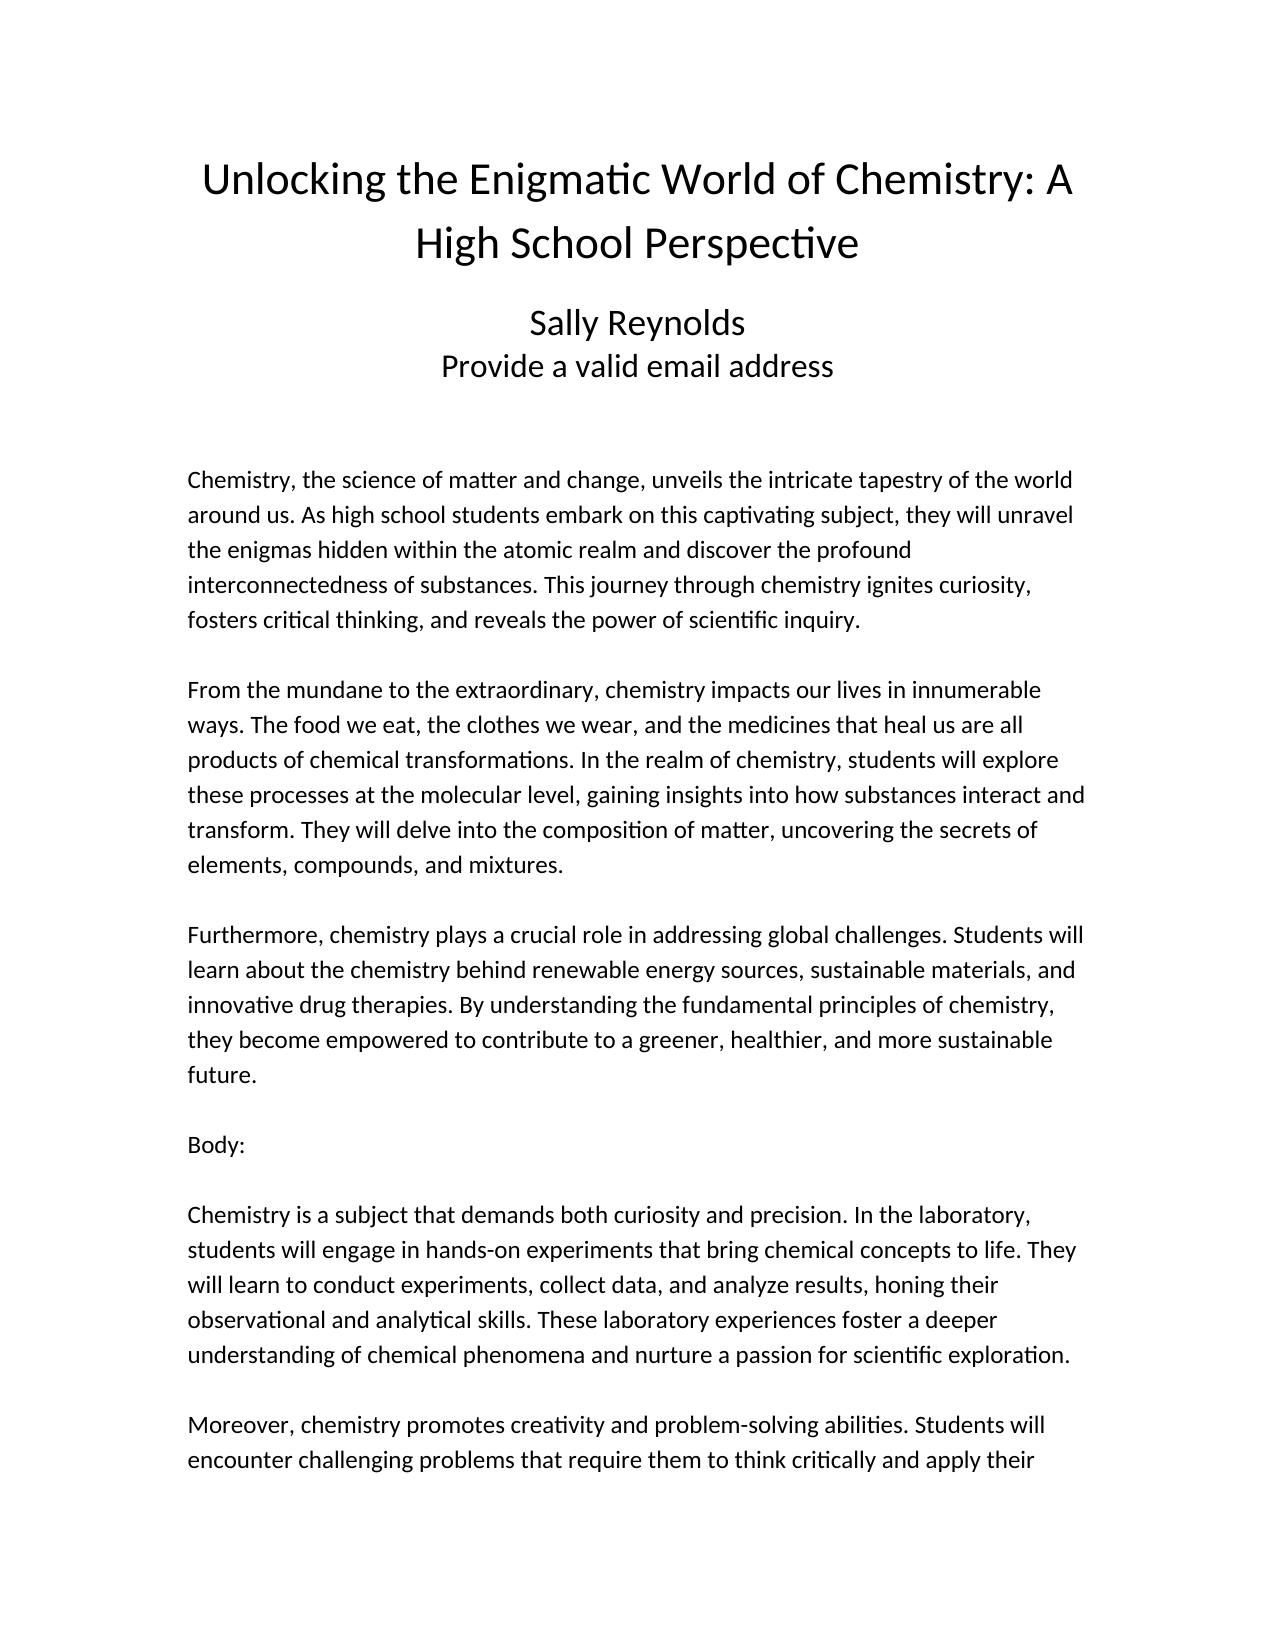 Unlocking the Enigmatic World of Chemistry: A
High School Perspective
Sally Reynolds
Provide a valid email address
Chemistry, the science of matter and change, unveils the intricate tapestry of the world
around us. As high school students embark on this captivating subject, they will unravel
the enigmas hidden within the atomic realm and discover the profound
interconnectedness of substances. This journey through chemistry ignites curiosity,
fosters critical thinking, and reveals the power of scientific inquiry.
From the mundane to the extraordinary, chemistry impacts our lives in innumerable
ways. The food we eat, the clothes we wear, and the medicines that heal us are all
products of chemical transformations. In the realm of chemistry, students will explore
these processes at the molecular level, gaining insights into how substances interact and
transform. They will delve into the composition of matter, uncovering the secrets of
elements, compounds, and mixtures.
Furthermore, chemistry plays a crucial role in addressing global challenges. Students will
learn about the chemistry behind renewable energy sources, sustainable materials, and
innovative drug therapies. By understanding the fundamental principles of chemistry,
they become empowered to contribute to a greener, healthier, and more sustainable
future.
Body:
Chemistry is a subject that demands both curiosity and precision. In the laboratory,
students will engage in hands-on experiments that bring chemical concepts to life. They
will learn to conduct experiments, collect data, and analyze results, honing their
observational and analytical skills. These laboratory experiences foster a deeper
understanding of chemical phenomena and nurture a passion for scientific exploration.
Moreover, chemistry promotes creativity and problem-solving abilities. Students will
encounter challenging problems that require them to think critically and apply their